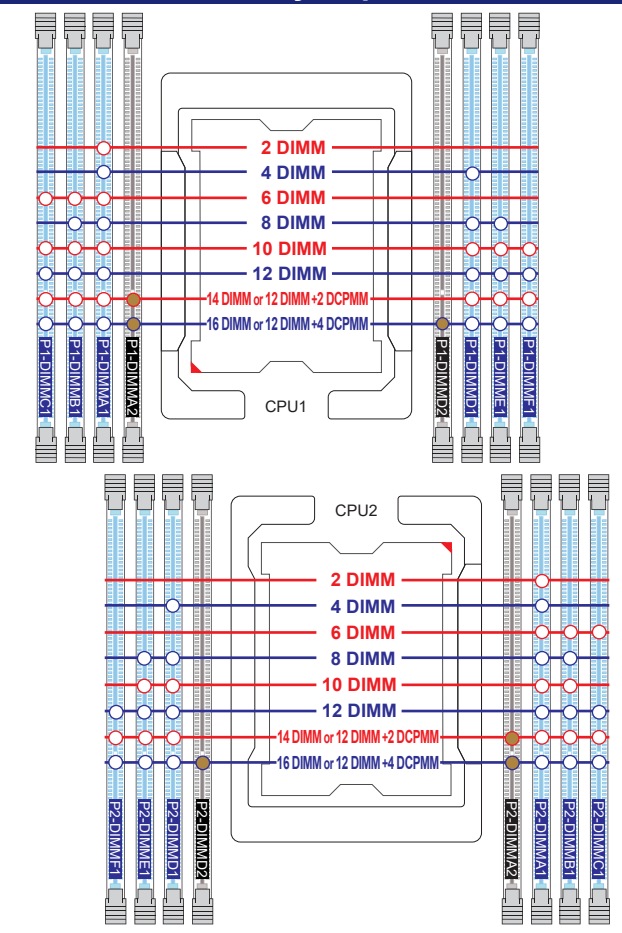 2 DIMM
4 DIMM
6 DIMM
8 DIMM
10 DIMM
12 DIMM
14 DIMM or 12 DIMM +2 DCPMM
16 DIMM or 12 DIMM +4 DCPMM
P1-DIMMC1
P1-DIMMB1
P1-DIMMA1
P1-DIMMA2
CPU1
P1-DIMMD2
P1-DIMMD1
P1-DIMME1
P1-DIMMF1
CPU2
2 DIMM
4 DIMM
6 DIMM
8 DIMM
10 DIMM
12 DIMM
14 DIMM or 12 DIMM +2 DCPMM
16 DIMM or 12 DIMM +4 DCPMM
P2-DIMMF1
P2-DIMME1
P2-DIMMD1
P2-DIMMD2
P2-DIMMA2
P2-DIMMA1
P2-DIMMB1
P2-DIMMC1